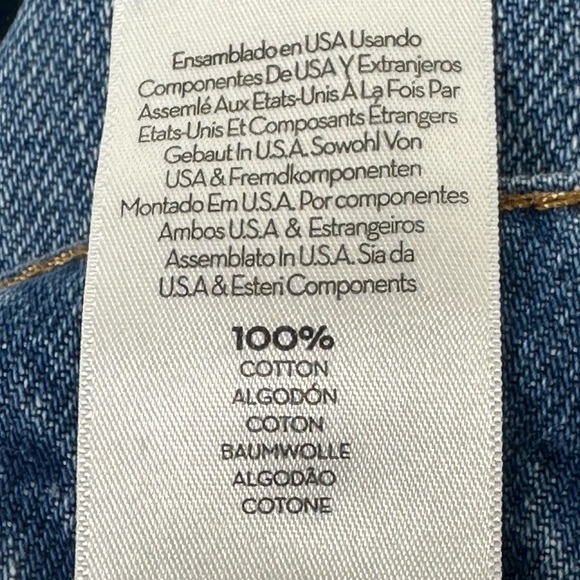 Ensamblado en USA Usando
Componentes De USA Y Extranjeros
Assemlé Aux Etats-Unis À La Fois Par
Etats-Unis Et Composants Étrangers
Gebaut In U.S.A. Sowohl Von
USA & Fremdkomponenten
Montado Em U.S.A. Por componentes
Ambos U.S.A & Estrangeiros
Assemblato In U.S.A. Sia da
U.S.A & Esteri Components
100%
COTTON
ALGODÓN
COTON
BAUMWOLLE
ALGODÃO
COTONE